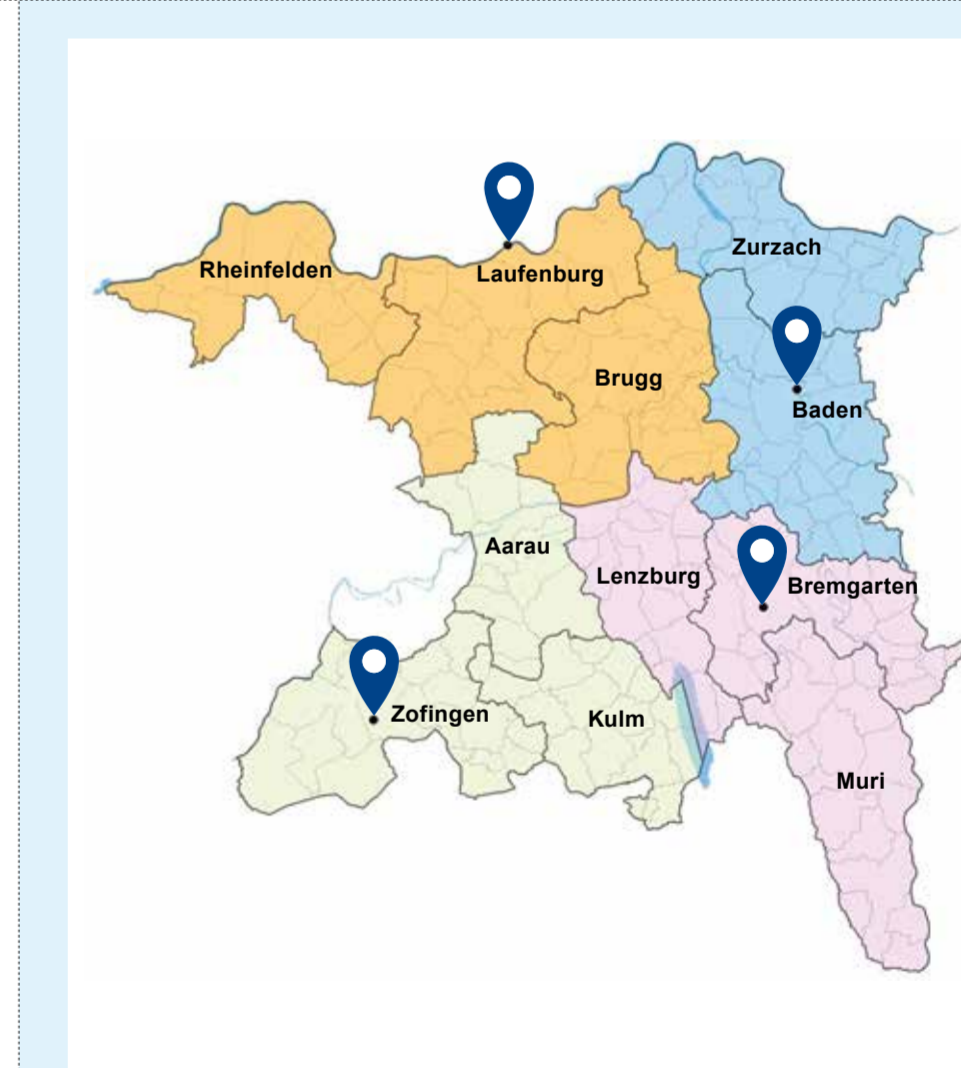 Zurzach
Rheinfelden
Laufenburg
Brugg
Baden
Aarau
Lenzburg
Bremgarten
Zofingen
Kulm
Muri